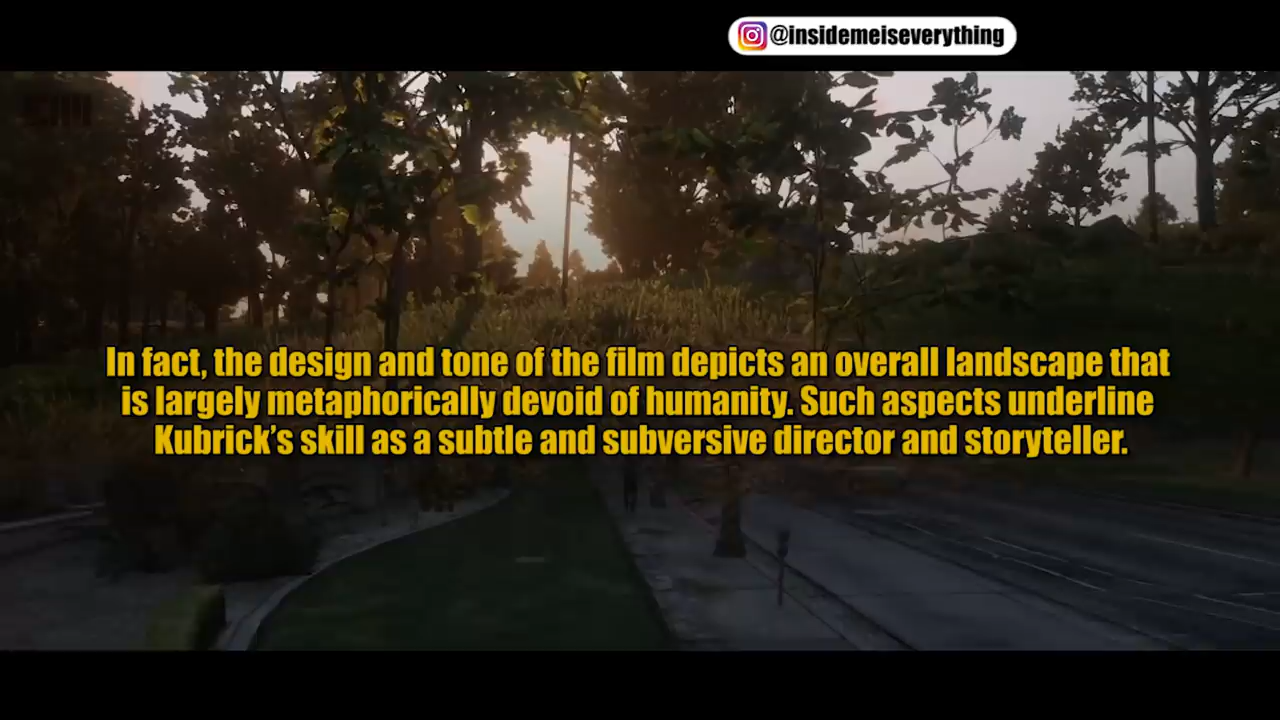 @insidemeiseverything
In fact, the design and tone of the film depicts an overall landscape that
is largely metaphorically devoid of humanity. Such aspects underline
Kubrick’s skill as a subtle and subversive director and storyteller.